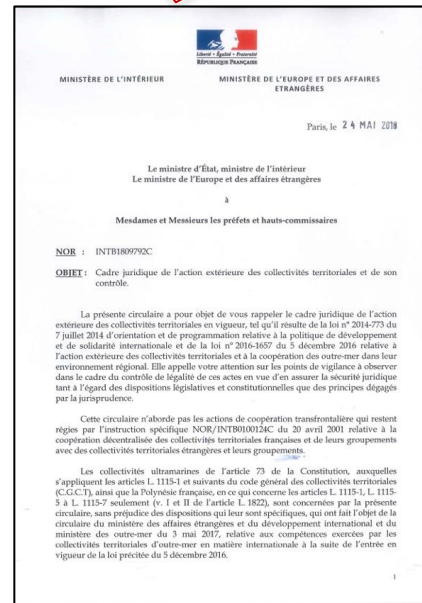 Liberté • Égalité • Fraternité
RÉPUBLIQUE FRANÇAISE
MINISTÈRE DE L'INTÉRIEUR
MINISTÈRE DE L'EUROPE ET DES AFFAIRES
ETRANGÈRES
Paris, le 24 MAI 2018
Le ministre d'État, ministre de l'intérieur
Le ministre de l'Europe et des affaires étrangères
à
Mesdames et Messieurs les préfets et hauts-commissaires
NOR : INTB1809792C
OBJET : Cadre juridique de l'action extérieure des collectivités territoriales et de son
contrôle.
La présente circulaire a pour objet de vous rappeler le cadre juridique de l'action
extérieure des collectivités territoriales en vigueur, tel qu'il résulte de la loi n° 2014-773 du
7 juillet 2014 d'orientation et de programmation relative à la politique de développement
et de solidarité internationale et de la loi n° 2016-1657 du 5 décembre 2016 relative à
l'action extérieure des collectivités territoriales et à la coopération des outre-mer dans leur
environnement régional. Elle appelle votre attention sur les points de vigilance à observer
dans le cadre du contrôle de légalité de ces actes en vue d'en assurer la sécurité juridique
tant à l'égard des dispositions législatives et constitutionnelles que des principes dégagés
par la jurisprudence.
Cette circulaire n'aborde pas les actions de coopération transfrontalière qui restent
régies par l'instruction spécifique NOR/INTB0100124C du 20 avril 2001 relative à la
coopération décentralisée des collectivités territoriales françaises et de leurs groupements
avec des collectivités territoriales étrangères et leurs groupements.
Les collectivités ultramarines de l'article 73 de la Constitution, auxquelles
s'appliquent les articles L. 1115-1 et suivants du code général des collectivités territoriales
(C.G.C.T), ainsi que la Polynésie française, en ce qui concerne les articles L. 1115-1, L. 1115-
5 à L. 1115-7 seulement (v. I et II de l'article L. 1822), sont concernées par la présente
circulaire, sans préjudice des dispositions qui leur sont spécifiques, qui ont fait l'objet de la
circulaire du ministère des affaires étrangères et du développement international et du
ministère des outre-mer du 3 mai 2017, relative aux compétences exercées par les
collectivités territoriales d'outre-mer en matière internationale à la suite de l'entrée en
vigueur de la loi précitée du 5 décembre 2016.
1